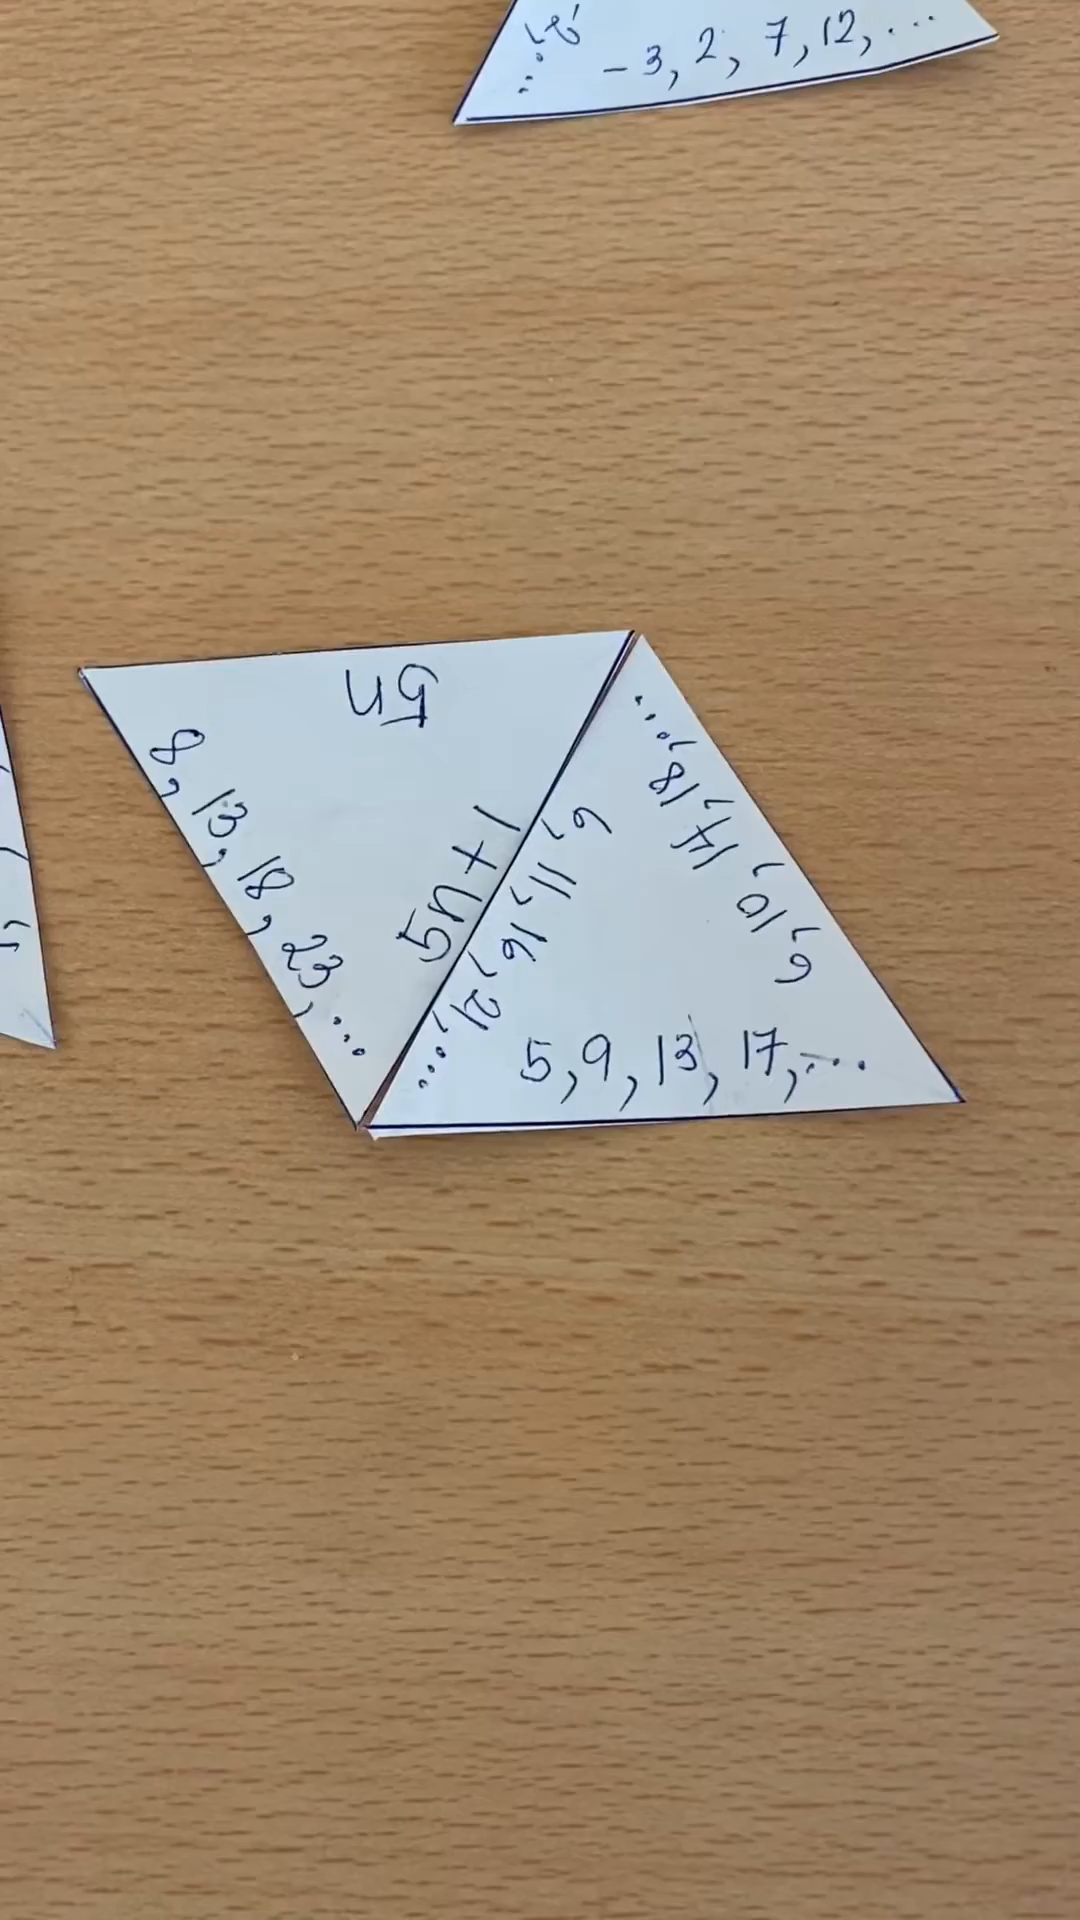 -3, 2, 7, 12, ...
5n
8, 13, 18, 23, ...
5n+1
6, 11, 16, 21, ...
6, 10, 14, 18, ...
5, 9, 13, 17, ...